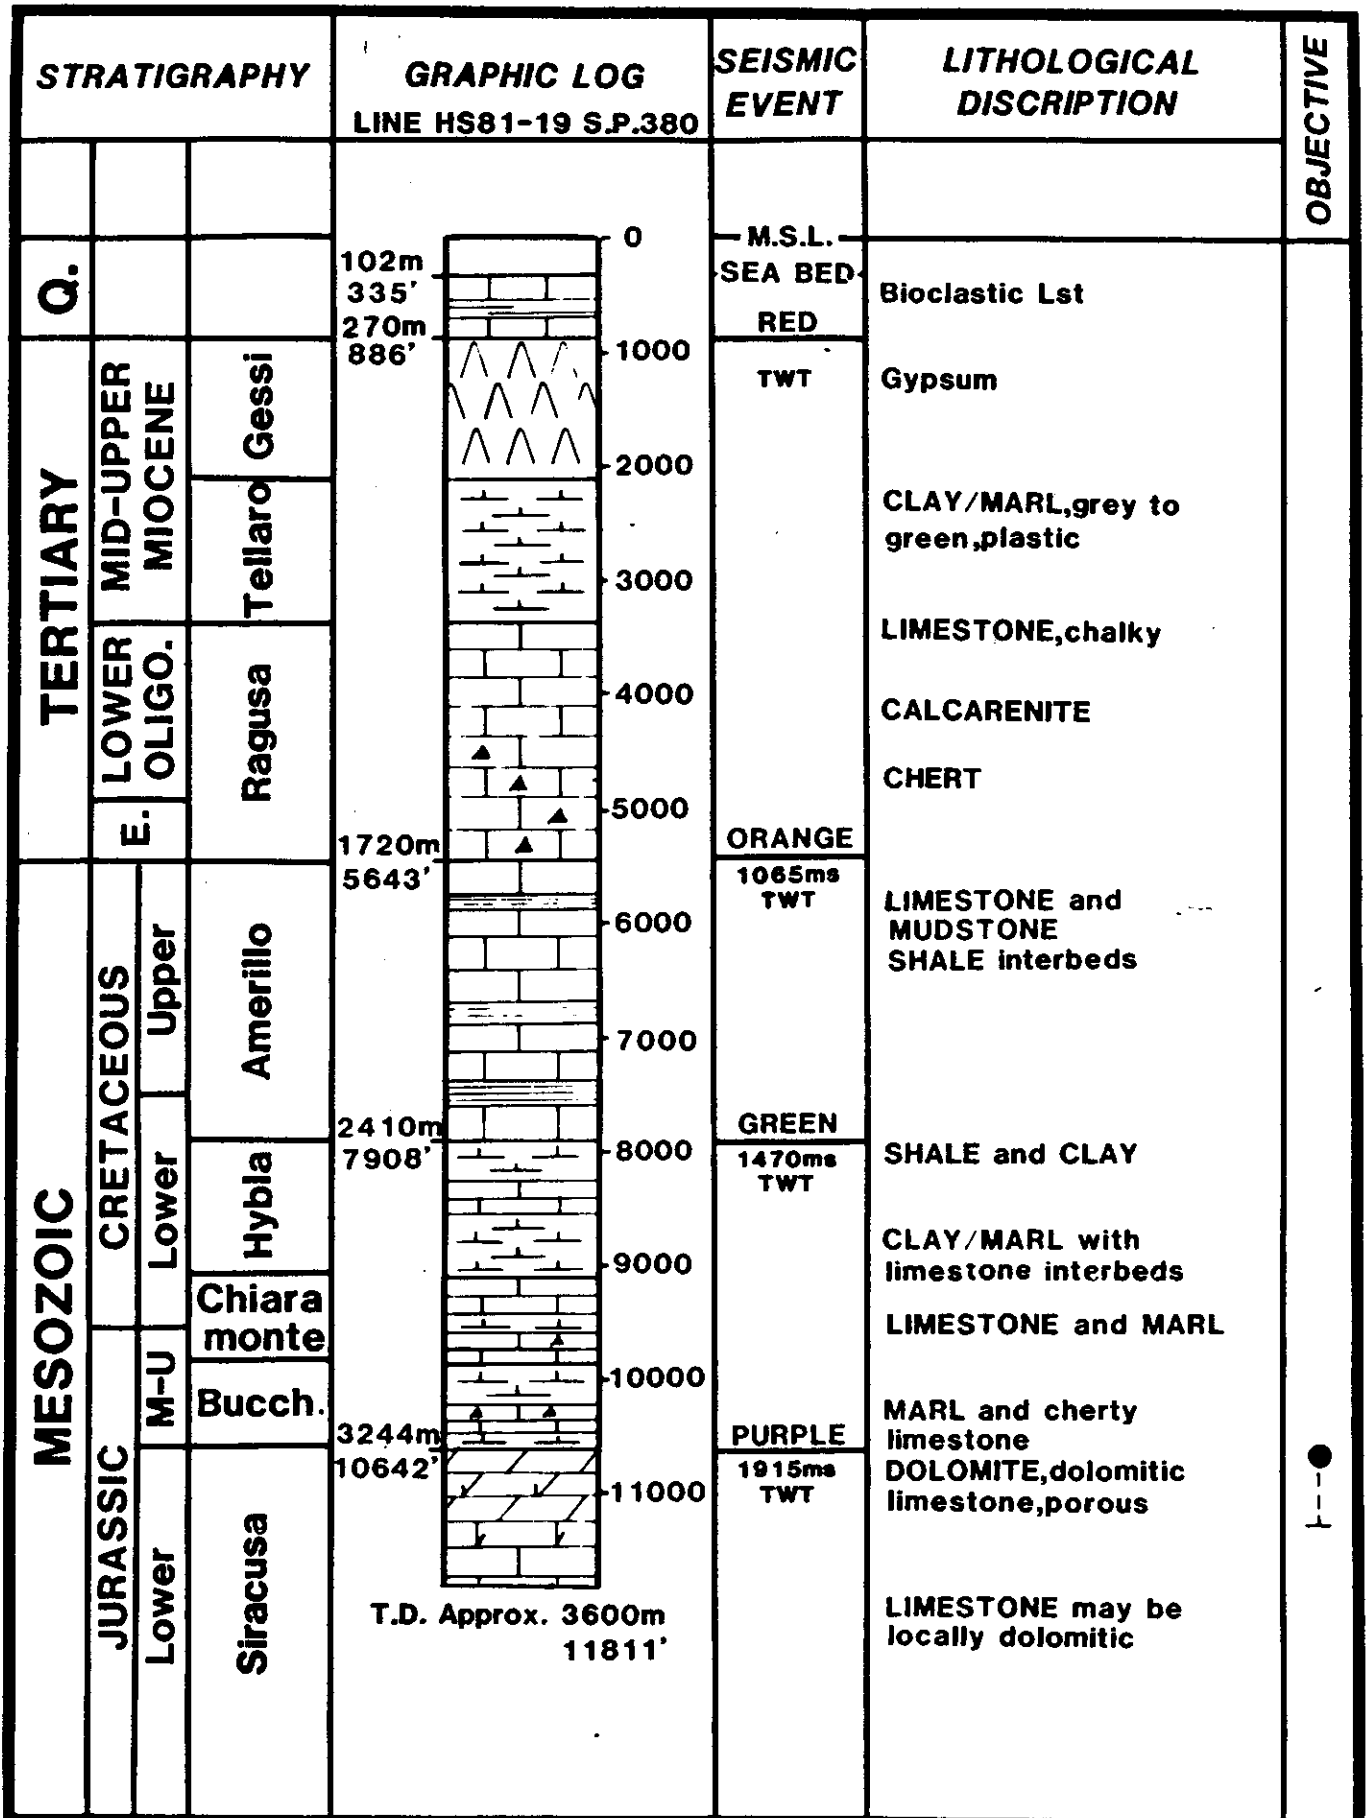 STRATIGRAPHY
GRAPHIC LOG
LINE HS81-19 S.P.380
SEISMIC
EVENT
LITHOLOGICAL
DISCRIPTION
OBJECTIVE
Q.
TERTIARY
MESOZOIC
MID-UPPER
MIOCENE
LOWER
OLIGO.
E.
CRETACEOUS
JURASSIC
Upper
Lower
M-U
Lower
Gessi
Tellaro
Ragusa
Amerillo
Hybla
Chiara
monte
Bucch.
Siracusa
102m
335'
270m
886'
1720m
5643'
2410m
7908'
3244m
10642'
0
1000
2000
3000
4000
5000
6000
7000
8000
9000
10000
11000
T.D. Approx. 3600m
11811'
M.S.L.
SEA BED
RED
TWT
ORANGE
1065ms
TWT
GREEN
1470ms
TWT
PURPLE
1915ms
TWT
Bioclastic Lst
Gypsum
CLAY/MARL,grey to
green,plastic
LIMESTONE,chalky
CALCARENITE
CHERT
LIMESTONE and
MUDSTONE
SHALE interbeds
SHALE and CLAY
CLAY/MARL with
limestone interbeds
LIMESTONE and MARL
MARL and cherty
limestone
DOLOMITE,dolomitic
limestone,porous
LIMESTONE may be
locally dolomitic